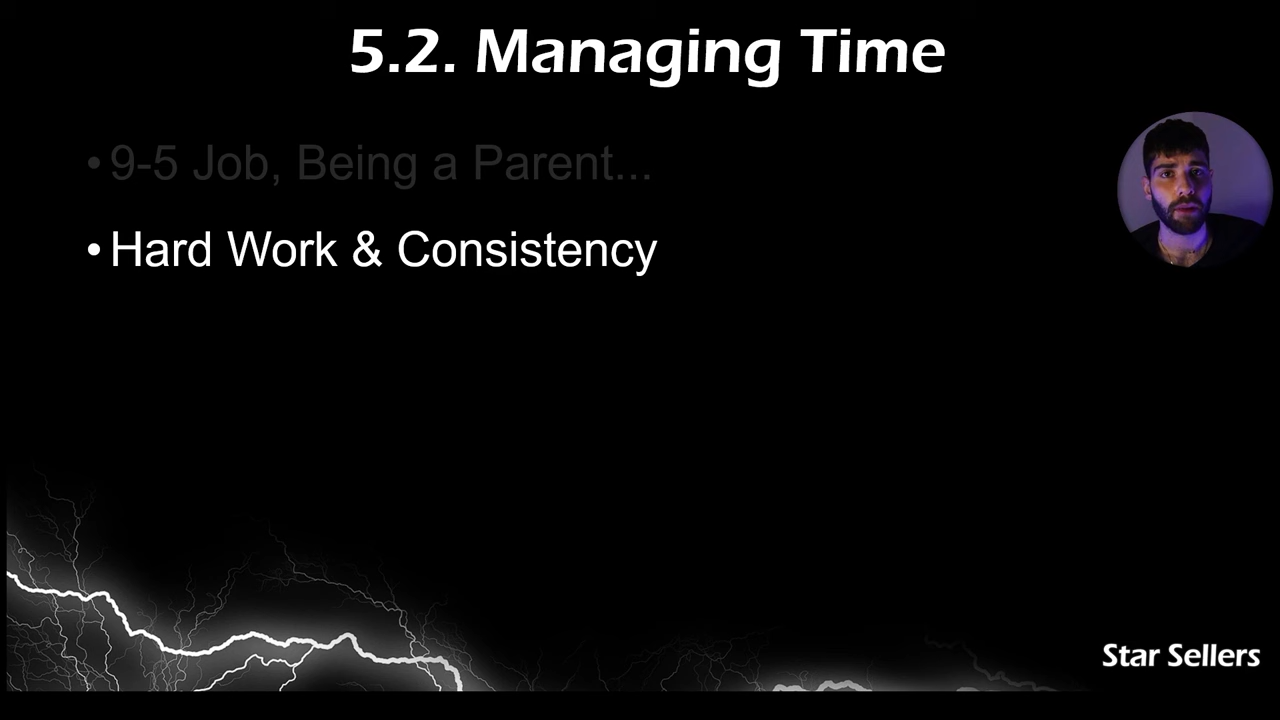 5.2. Managing Time
• 9-5 Job, Being a Parent...
• Hard Work & Consistency
Star Sellers